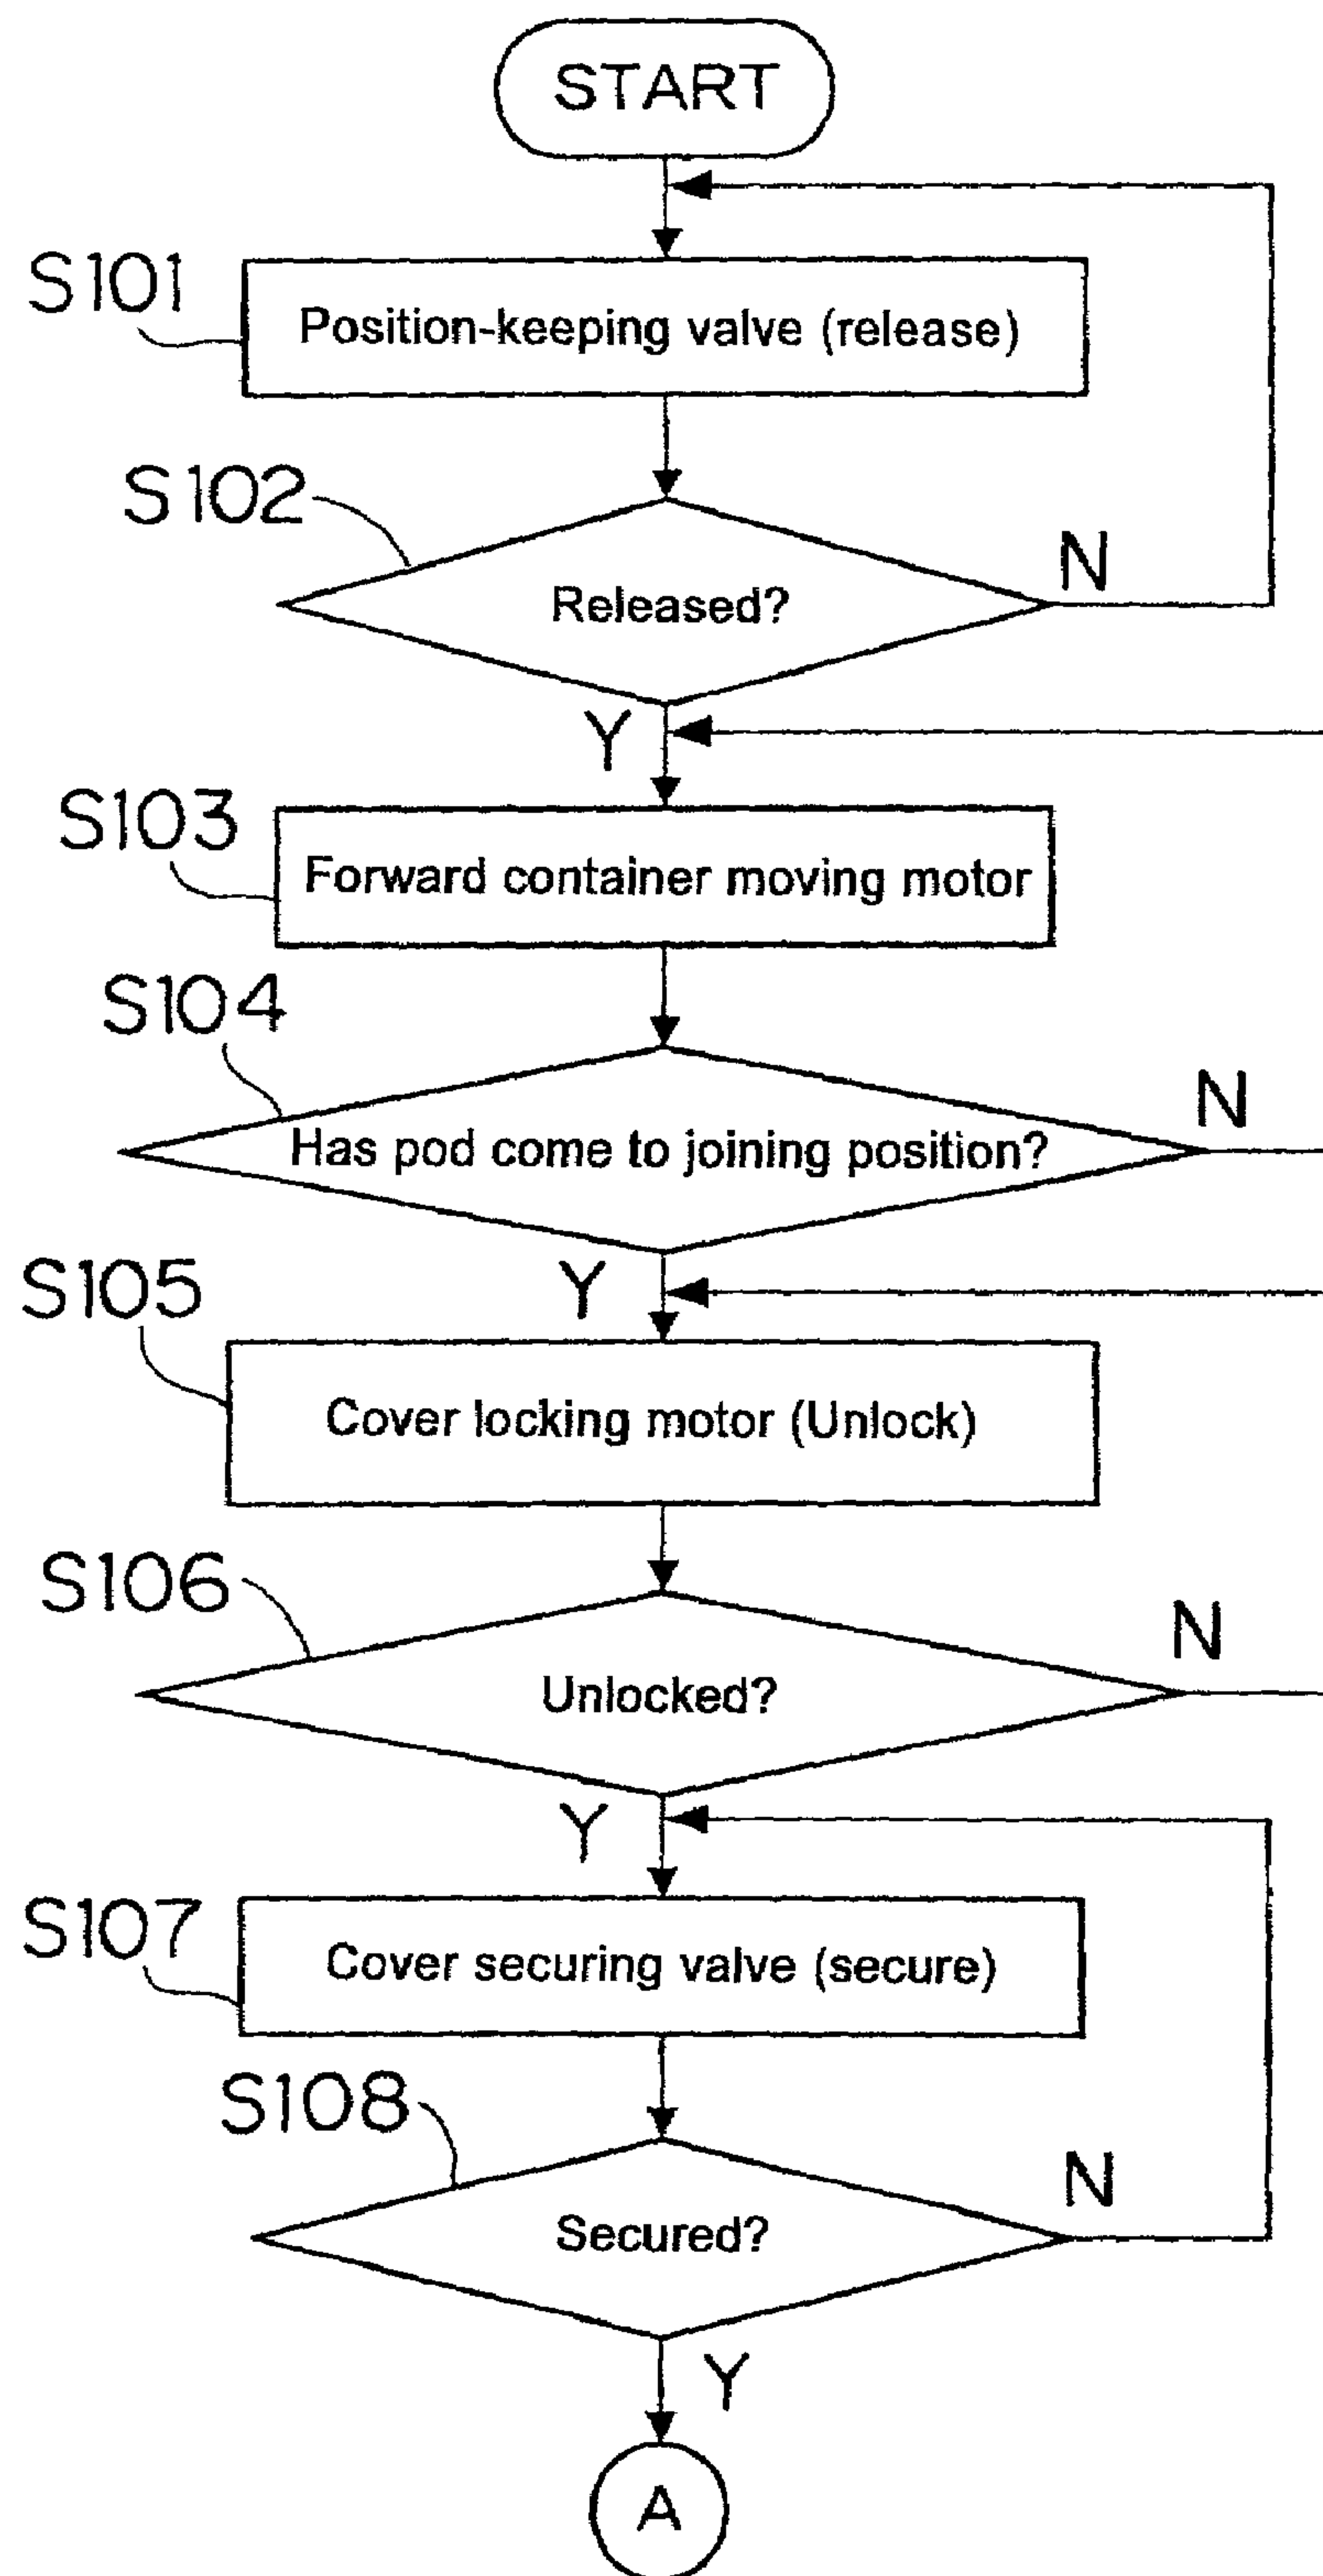 START
S101
Position-keeping valve (release)
S102
Released?
N
Y
S103
Forward container moving motor
S104
Has pod come to joining position?
N
Y
S105
Cover locking motor (Unlock)
S106
Unlocked?
N
Y
S107
Cover securing valve (secure)
S108
Secured?
N
Y
A